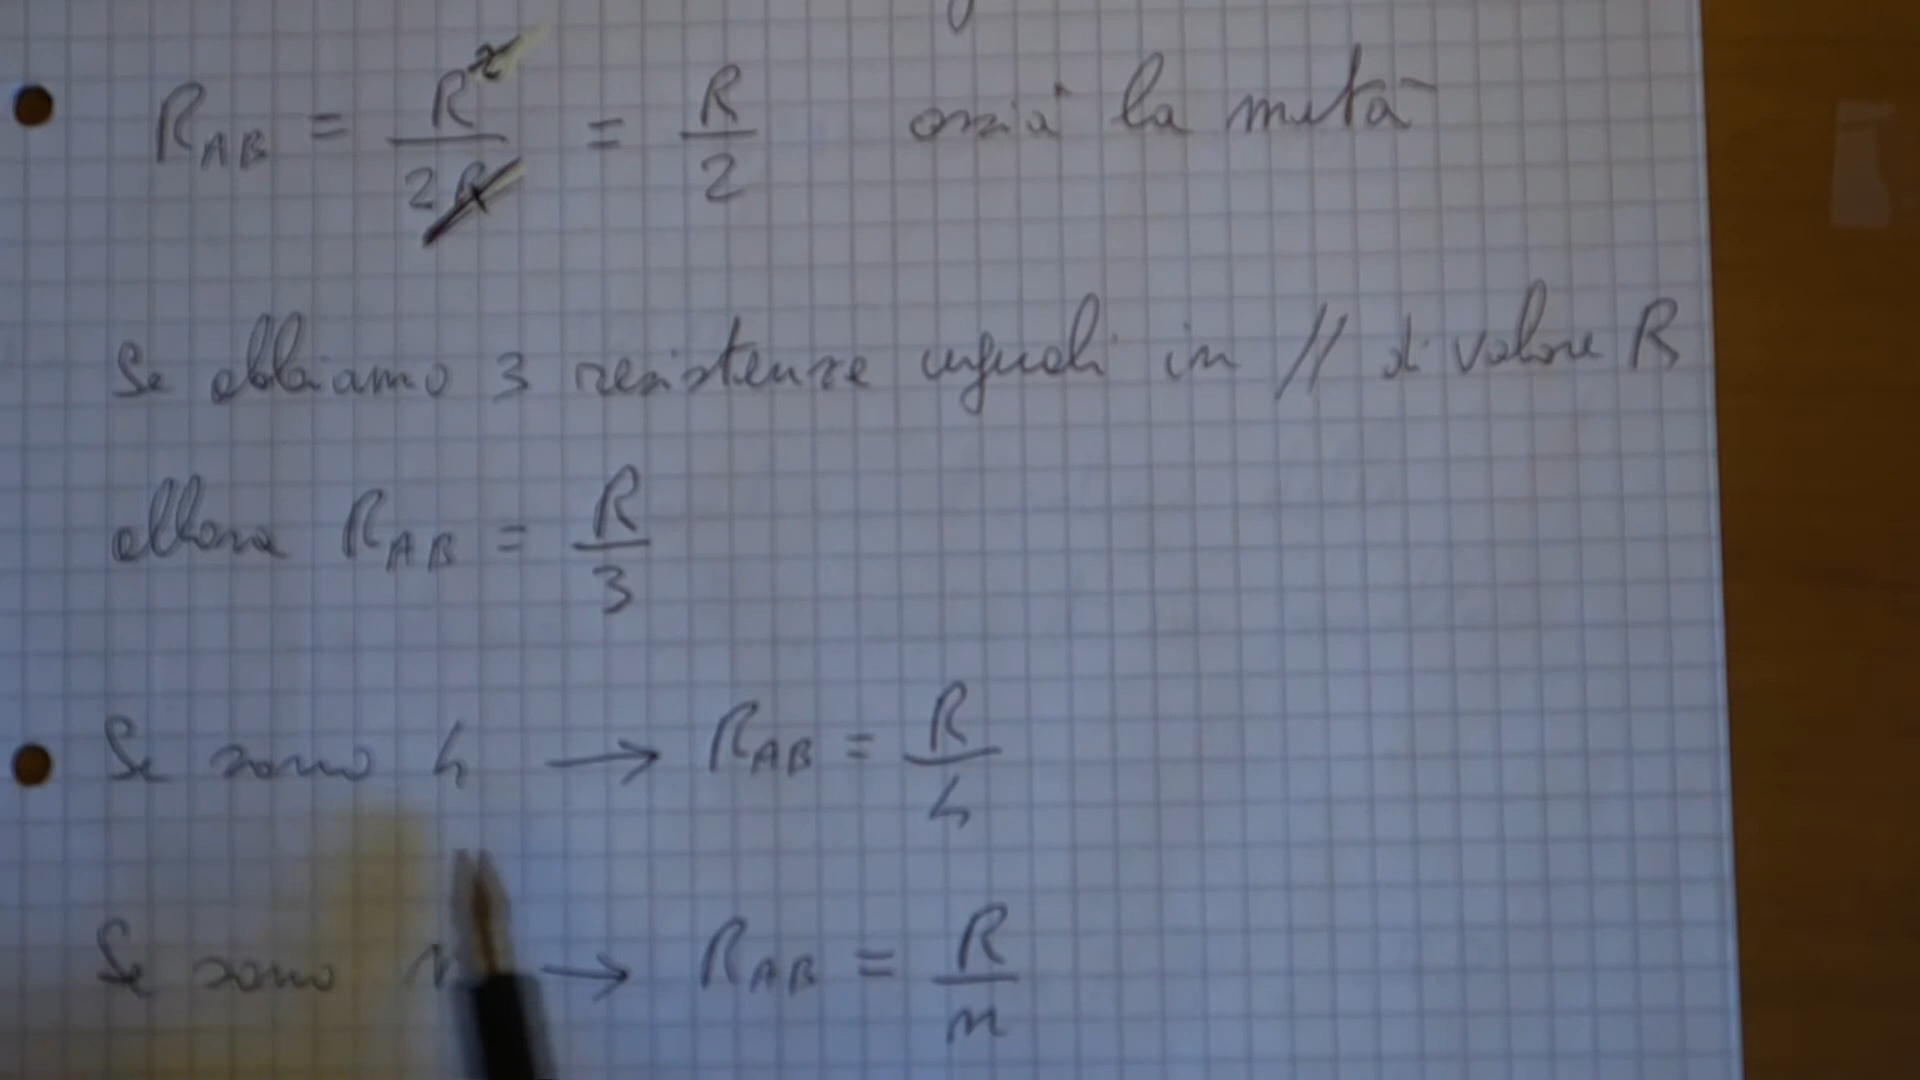 R_AB = R²/2R = R/2 ossia la metà
Se abbiamo 3 resistenze uguali in // di valore R
allora R_AB = R/3
Se sono 4 → R_AB = R/4
Se sono n → R_AB = R/n